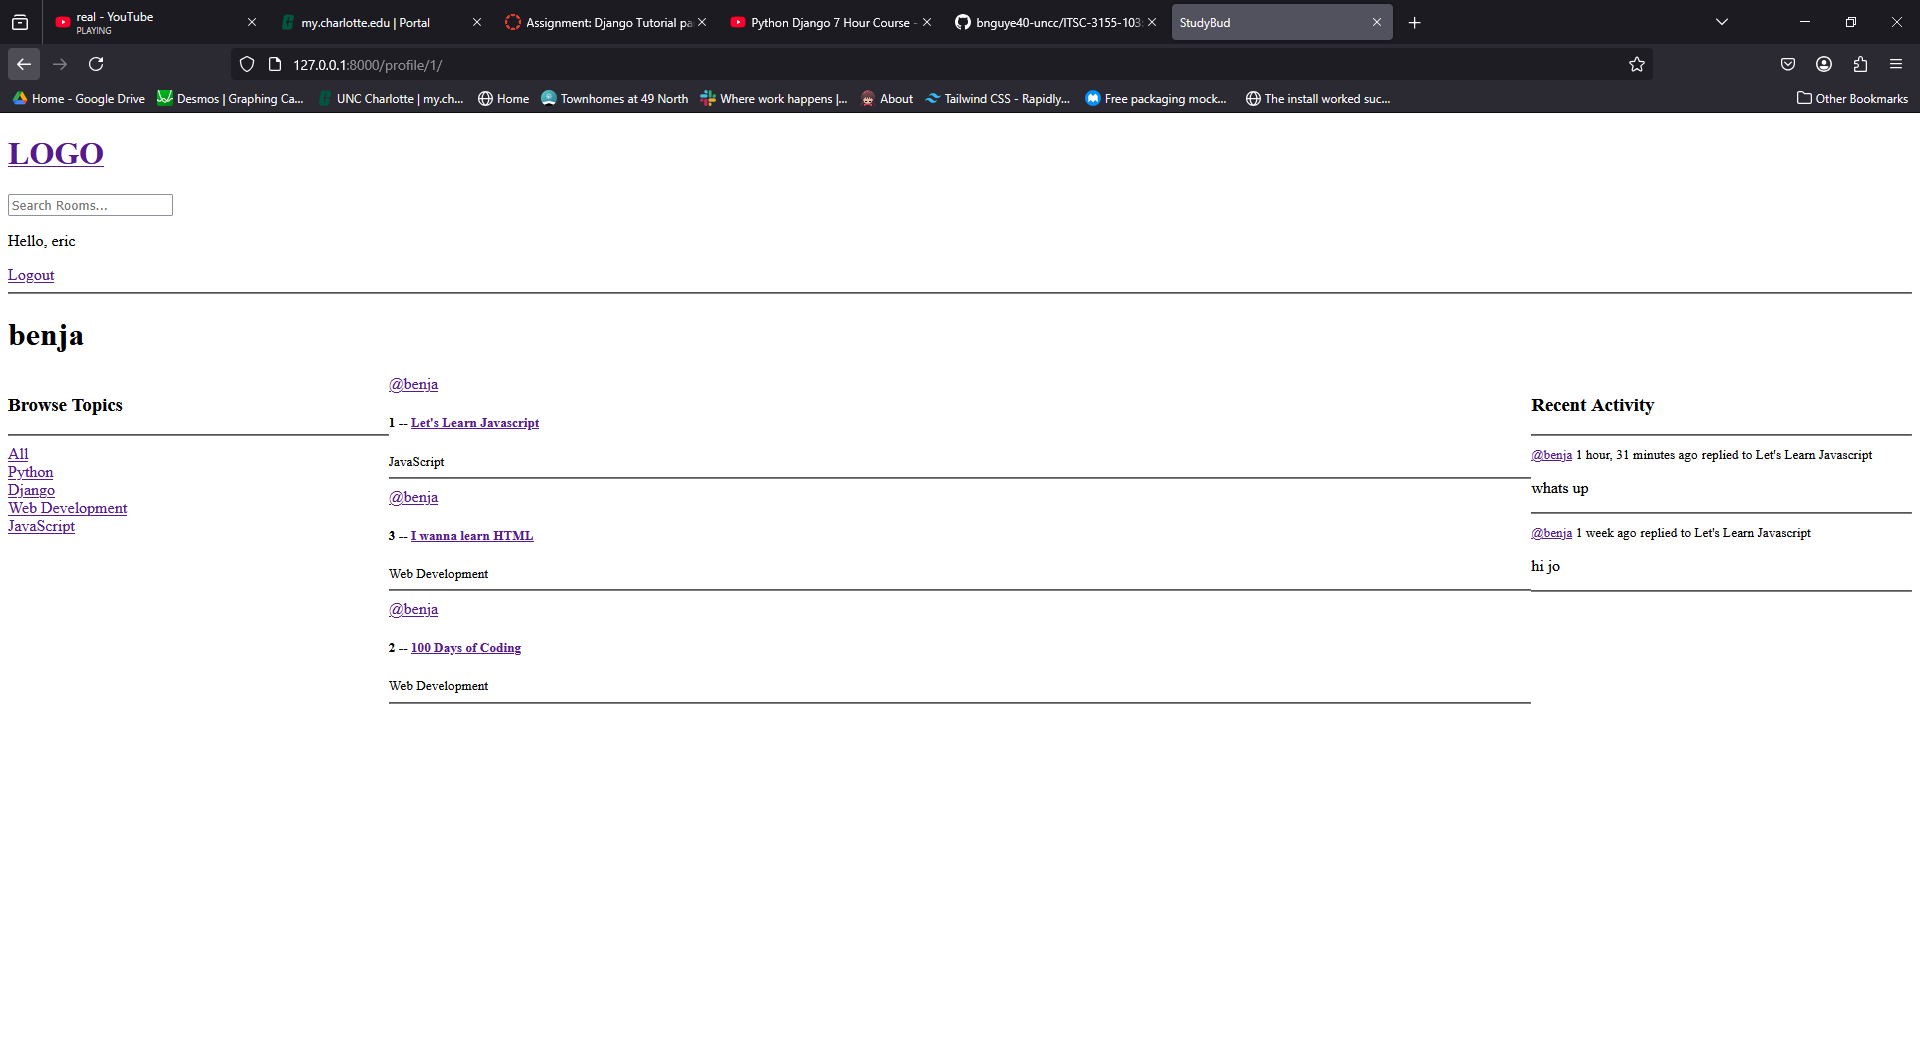 real - YouTube
PLAYING
my.charlotte.edu | Portal
Assignment: Django Tutorial pa
Python Django 7 Hour Course -
bnguye40-uncc/ITSC-3155-103:
StudyBud
127.0.0.1:8000/profile/1/
Home - Google Drive
Desmos | Graphing Ca...
UNC Charlotte | my.ch...
Home
Townhomes at 49 North
Where work happens |...
About
Tailwind CSS - Rapidly...
Free packaging mock...
The install worked suc...
Other Bookmarks
LOGO
Search Rooms...
Hello, eric
Logout
benja
Browse Topics
All
Python
Django
Web Development
JavaScript
@benja
1 -- Let's Learn Javascript
JavaScript
@benja
3 -- I wanna learn HTML
Web Development
@benja
2 -- 100 Days of Coding
Web Development
Recent Activity
@benja 1 hour, 31 minutes ago replied to Let's Learn Javascript
whats up
@benja 1 week ago replied to Let's Learn Javascript
hi jo